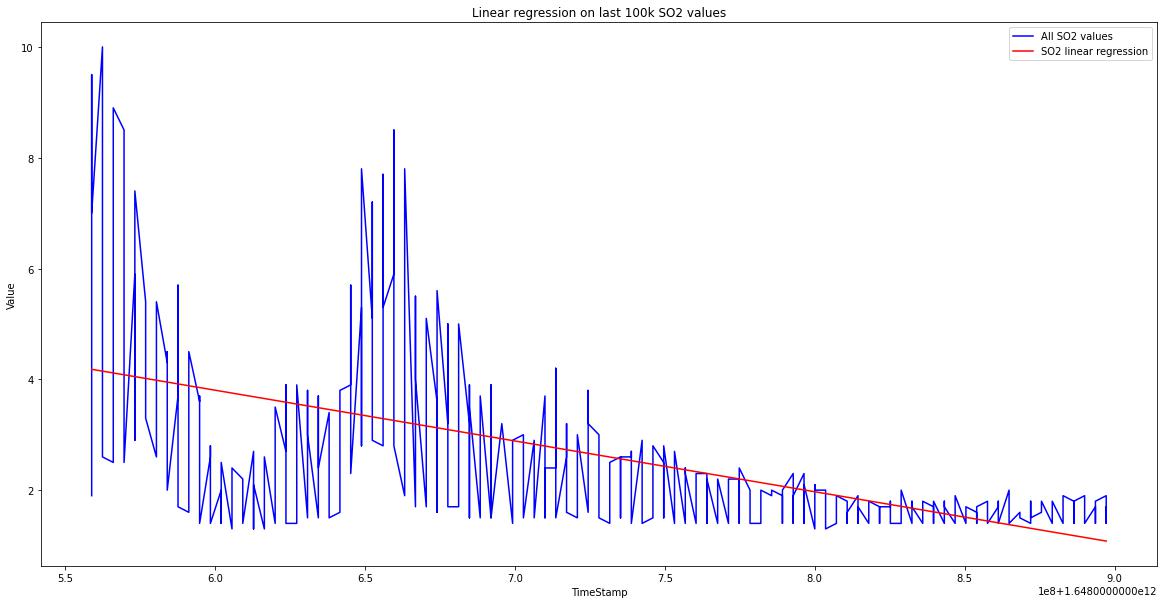 Linear regression on last 100k SO2 values
All SO2 values
SO2 linear regression
10
8
6
4
2
Value
5.5 6.0 6.5 7.0 7.5 8.0 8.5 9.0
TimeStamp
1e8+1.6480000000e12